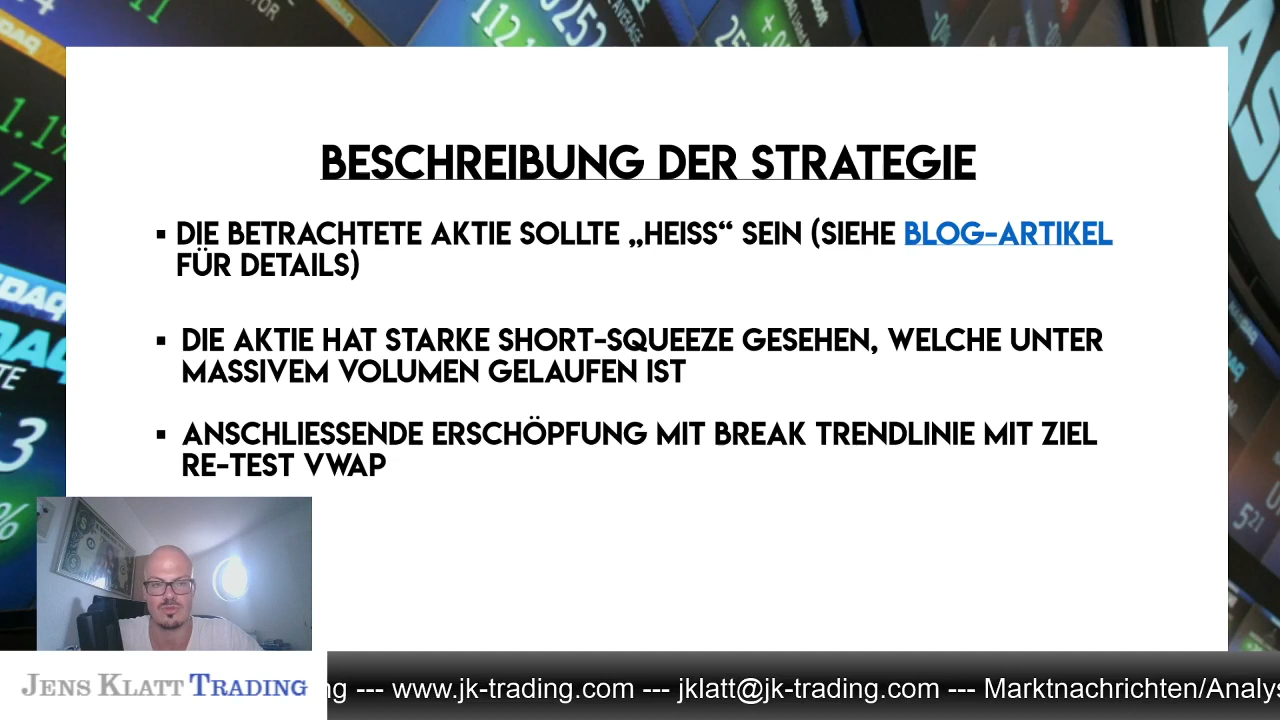 BESCHREIBUNG DER STRATEGIE
▪ DIE BETRACHTETE AKTIE SOLLTE „HEISS“ SEIN (SIEHE BLOG-ARTIKEL
FÜR DETAILS)
▪ DIE AKTIE HAT STARKE SHORT-SQUEEZE GESEHEN, WELCHE UNTER
MASSIVEM VOLUMEN GELAUFEN IST
▪ ANSCHLIESSENDE ERSCHÖPFUNG MIT BREAK TRENDLINIE MIT ZIEL
RE-TEST VWAP
JENS KLATT TRADING
ng --- www.jk-trading.com --- jklatt@jk-trading.com --- Marktnachrichten/Analys